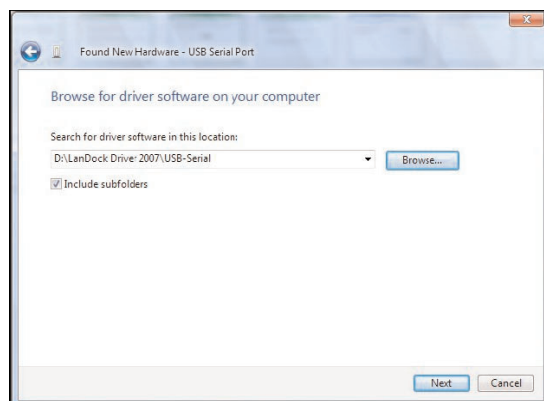 Found New Hardware - USB Serial Port
Browse for driver software on your computer
Search for driver software in this location:
D:\LanDock Driver 2007\USB-Serial
Browse...
Include subfolders
Next
Cancel